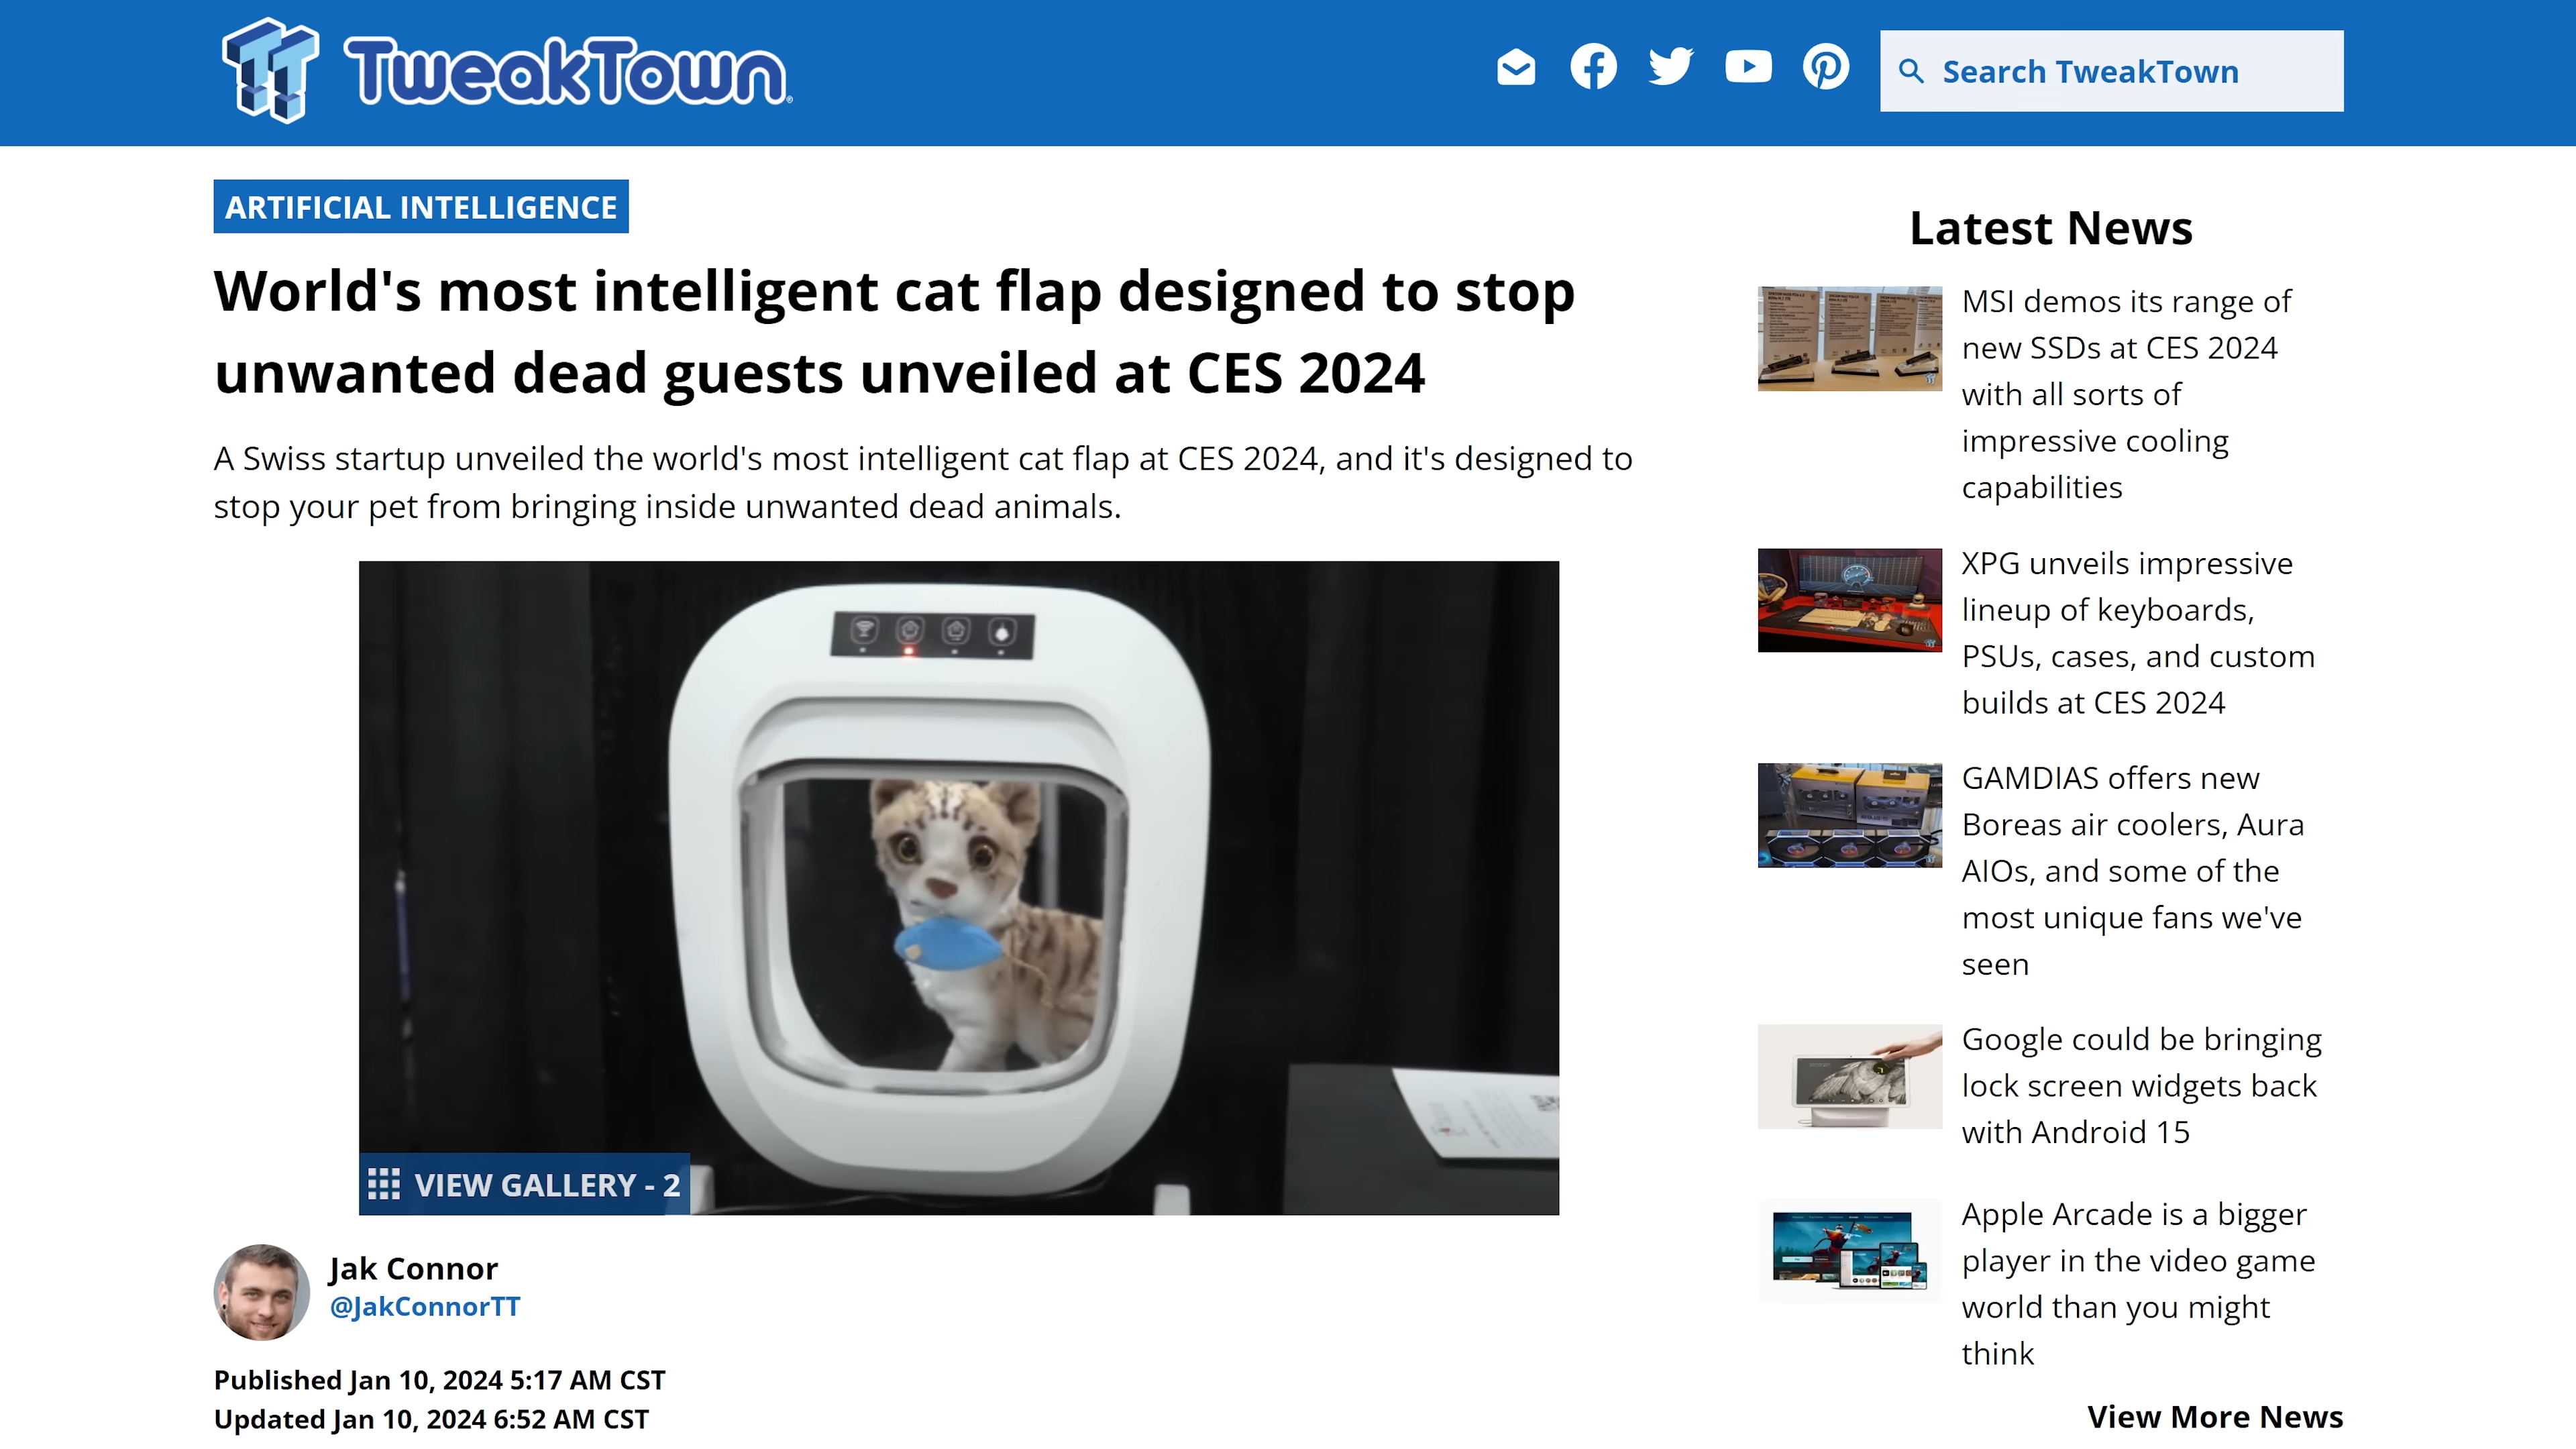 TweakTown
Search TweakTown
ARTIFICIAL INTELLIGENCE
World's most intelligent cat flap designed to stop
unwanted dead guests unveiled at CES 2024
A Swiss startup unveiled the world's most intelligent cat flap at CES 2024, and it's designed to
stop your pet from bringing inside unwanted dead animals.
VIEW GALLERY - 2
Jak Connor
@JakConnorTT
Published Jan 10, 2024 5:17 AM CST
Updated Jan 10, 2024 6:52 AM CST
Latest News
MSI demos its range of
new SSDs at CES 2024
with all sorts of
impressive cooling
capabilities
XPG unveils impressive
lineup of keyboards,
PSUs, cases, and custom
builds at CES 2024
GAMDIAS offers new
Boreas air coolers, Aura
AIOs, and some of the
most unique fans we've
seen
Google could be bringing
lock screen widgets back
with Android 15
Apple Arcade is a bigger
player in the video game
world than you might
think
View More News